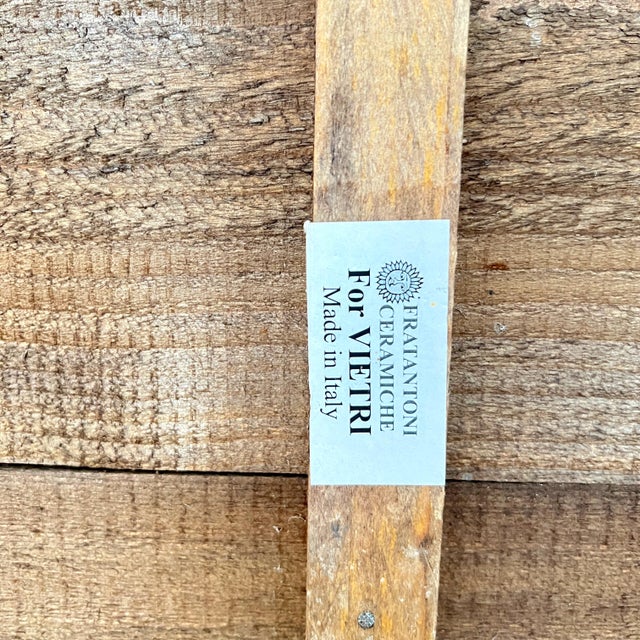 FRATANTONI
CERAMICHE
For VIETRI
Made in Italy